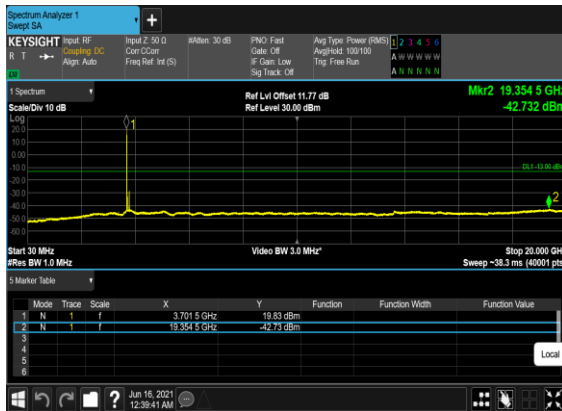 Spectrum Analyzer 1
Swept SA
+
KEYSIGHT Input: RF Input Z: 50 Ω #Atten: 30 dB PNO: Fast Avg Type: Power (RMS) 1 2 3 4 5 6
R T Coupling: DC Corr CCorr Gate: Off Avg|Hold: 100/100 A W W W W W
Align: Auto Freq Ref: Int (S) IF Gain: Low Trig: Free Run
Sig Track: Off A N N N N N
1 Spectrum Ref Lvl Offset 11.77 dB Mkr2 19.354 5 GHz
Scale/Div 10 dB Ref Level 30.00 dBm -42.732 dBm
Log
1
20.0
10.0
0.00
-10.0 DL1 -13.00 dBm
-20.0
-30.0
-40.0 2
-50.0
-60.0
Start 30 MHz Video BW 3.0 MHz* Stop 20.000 GHz
#Res BW 1.0 MHz Sweep ~38.3 ms (40001 pts)
5 Marker Table
Mode Trace Scale X Y Function Function Width Function Value
1 N 1 f 3.701 5 GHz 19.83 dBm
2 N 1 f 19.354 5 GHz -42.73 dBm
3
4
5
6
Local
? Jun 16, 2021
12:39:41 AM